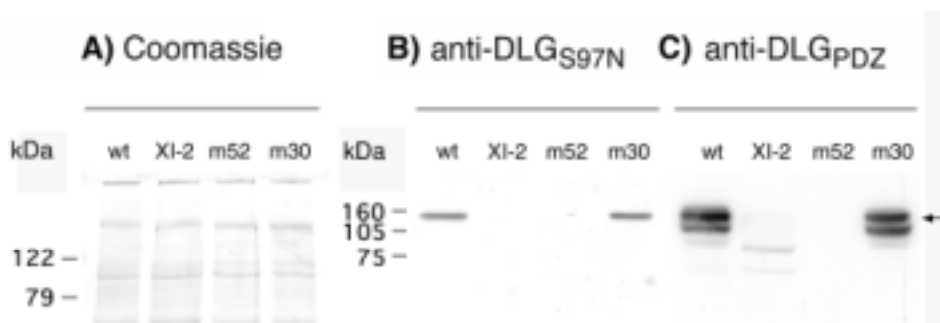 A) Coomassie
B) anti-DLGS97N
C) anti-DLGPDZ
kDa wt XI-2 m52 m30
kDa wt XI-2 m52 m30
wt XI-2 m52 m30
122 –
79 –
160 –
105 –
75 –